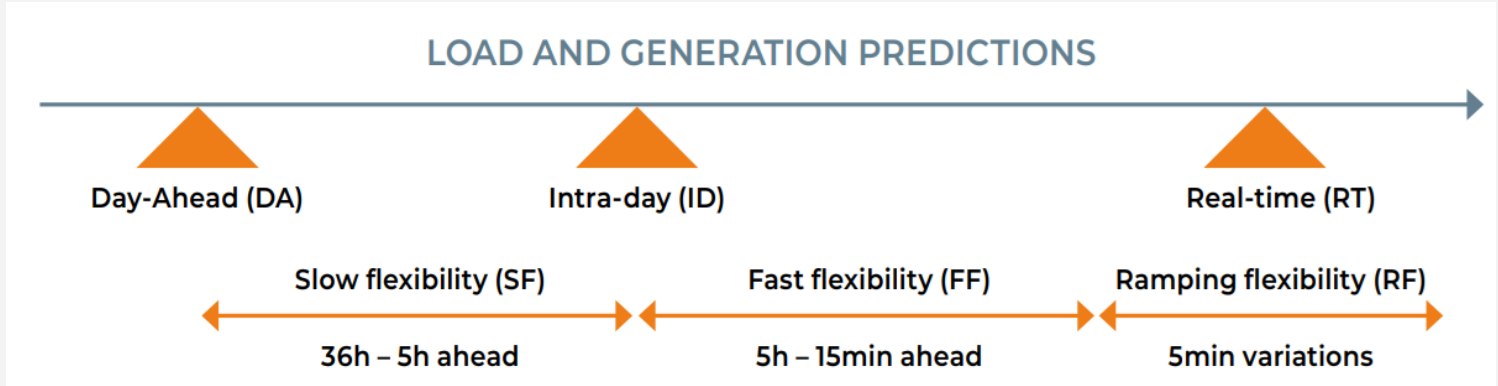 LOAD AND GENERATION PREDICTIONS
Day-Ahead (DA)
Intra-day (ID)
Real-time (RT)
Slow flexibility (SF)
Fast flexibility (FF)
Ramping flexibility (RF)
36h – 5h ahead
5h – 15min ahead
5min variations